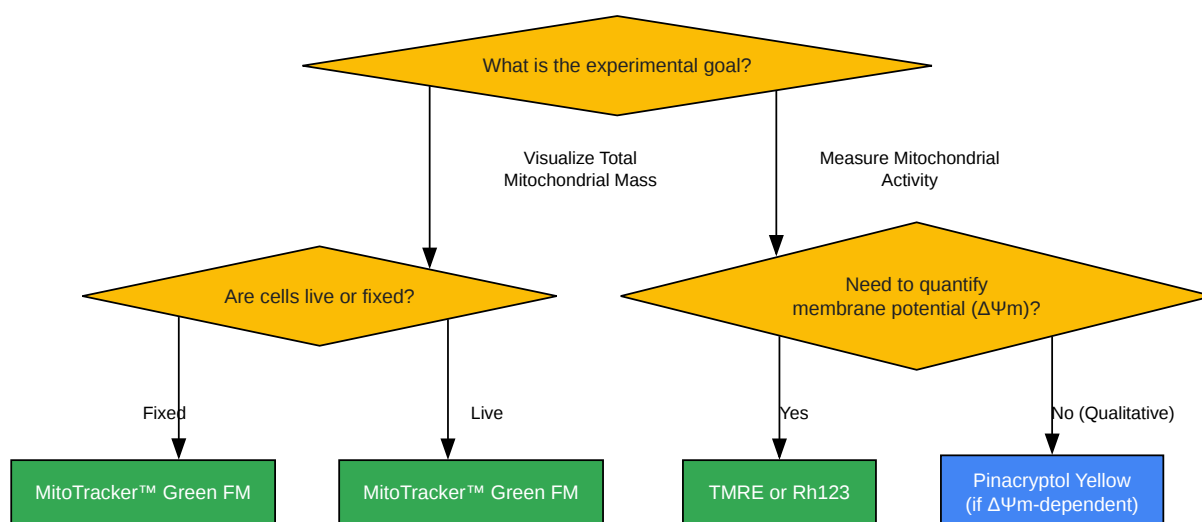 What is the experimental goal?
Visualize Total
Mitochondrial Mass
Measure Mitochondrial
Activity
Are cells live or fixed?
Need to quantify
membrane potential (ΔΨm)?
Fixed
Live
Yes
No (Qualitative)
MitoTracker™ Green FM
MitoTracker™ Green FM
TMRE or Rh123
Pinacryptol Yellow
(if ΔΨm-dependent)